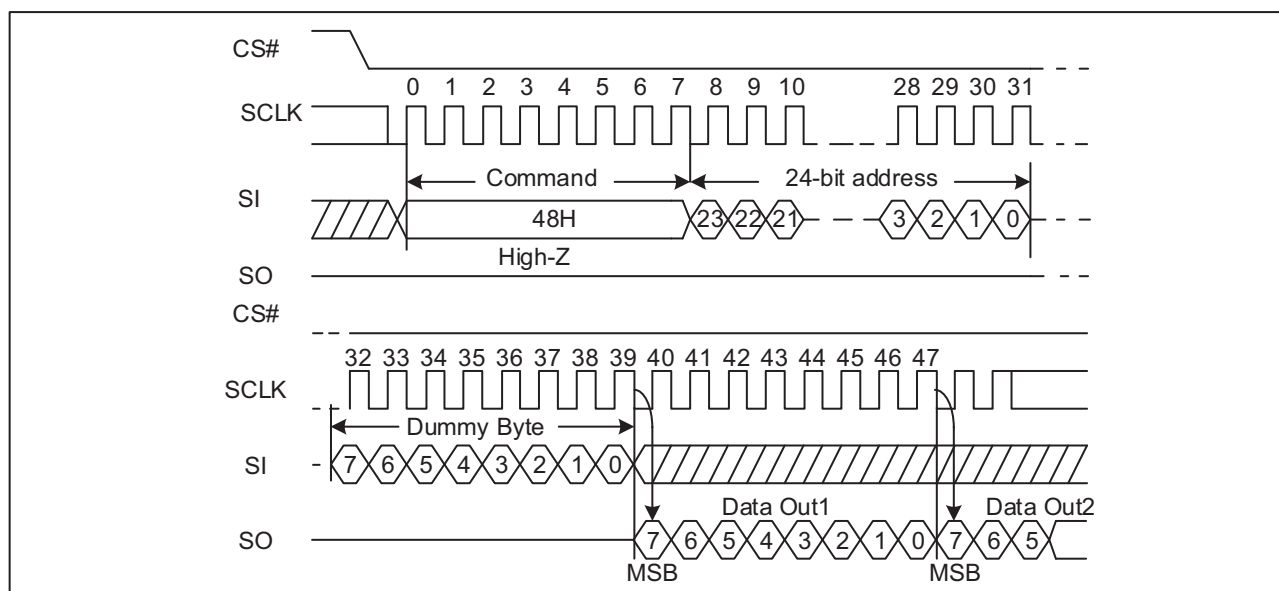 CS#
0 1 2 3 4 5 6 7 8 9 10 28 29 30 31
SCLK
Command 24-bit address
SI
48H 23 22 21 3 2 1 0
High-Z
SO
CS#
32 33 34 35 36 37 38 39 40 41 42 43 44 45 46 47
SCLK
Dummy Byte
SI 7 6 5 4 3 2 1 0
Data Out1 Data Out2
SO 7 6 5 4 3 2 1 0 7 6 5
MSB MSB